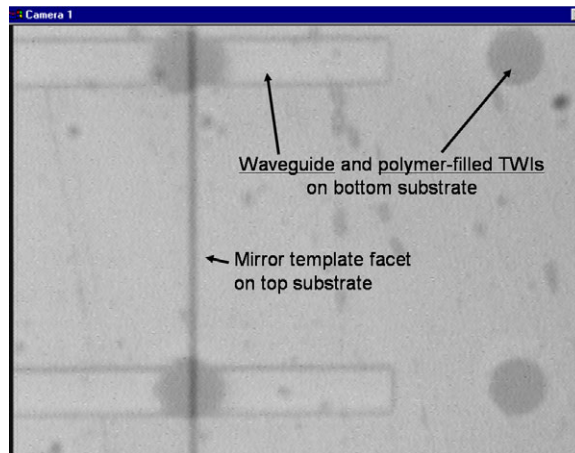 Camera 1
Waveguide and polymer-filled TWIs
on bottom substrate
Mirror template facet
on top substrate